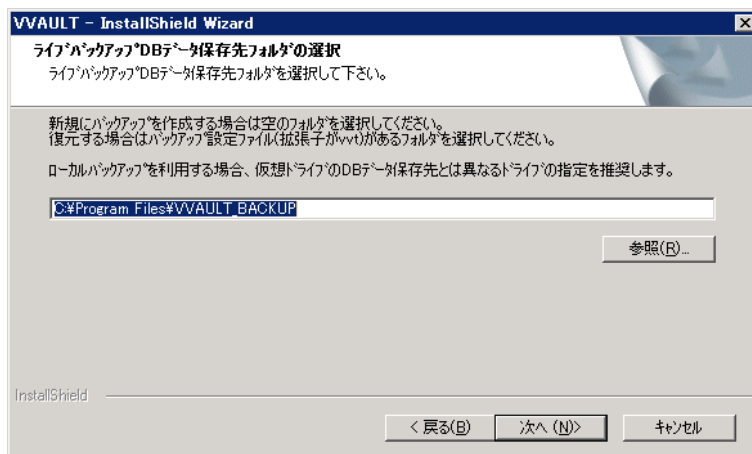 VVAULT - InstallShield Wizard
ﾗｲﾌﾞﾊﾞｯｸｱｯﾌﾟDBﾃﾞｰﾀ保存先ﾌｫﾙﾀﾞの選択
ﾗｲﾌﾞﾊﾞｯｸｱｯﾌﾟDBﾃﾞｰﾀ保存先ﾌｫﾙﾀﾞを選択して下さい。
新規にﾊﾞｯｸｱｯﾌﾟを作成する場合は空のﾌｫﾙﾀﾞを選択してください。
復元する場合はﾊﾞｯｸｱｯﾌﾟ設定ﾌｧｲﾙ(拡張子がvvt)があるﾌｫﾙﾀﾞを選択してください。
ﾛｰｶﾙﾊﾞｯｸｱｯﾌﾟを利用する場合、仮想ﾄﾞﾗｲﾌﾞのDBﾃﾞｰﾀ保存先とは異なるﾄﾞﾗｲﾌﾞの指定を推奨します。
C:¥Program Files¥VVAULT_BACKUP
参照(R)...
InstallShield
< 戻る(B)
次へ (N)>
ｷｬﾝｾﾙ